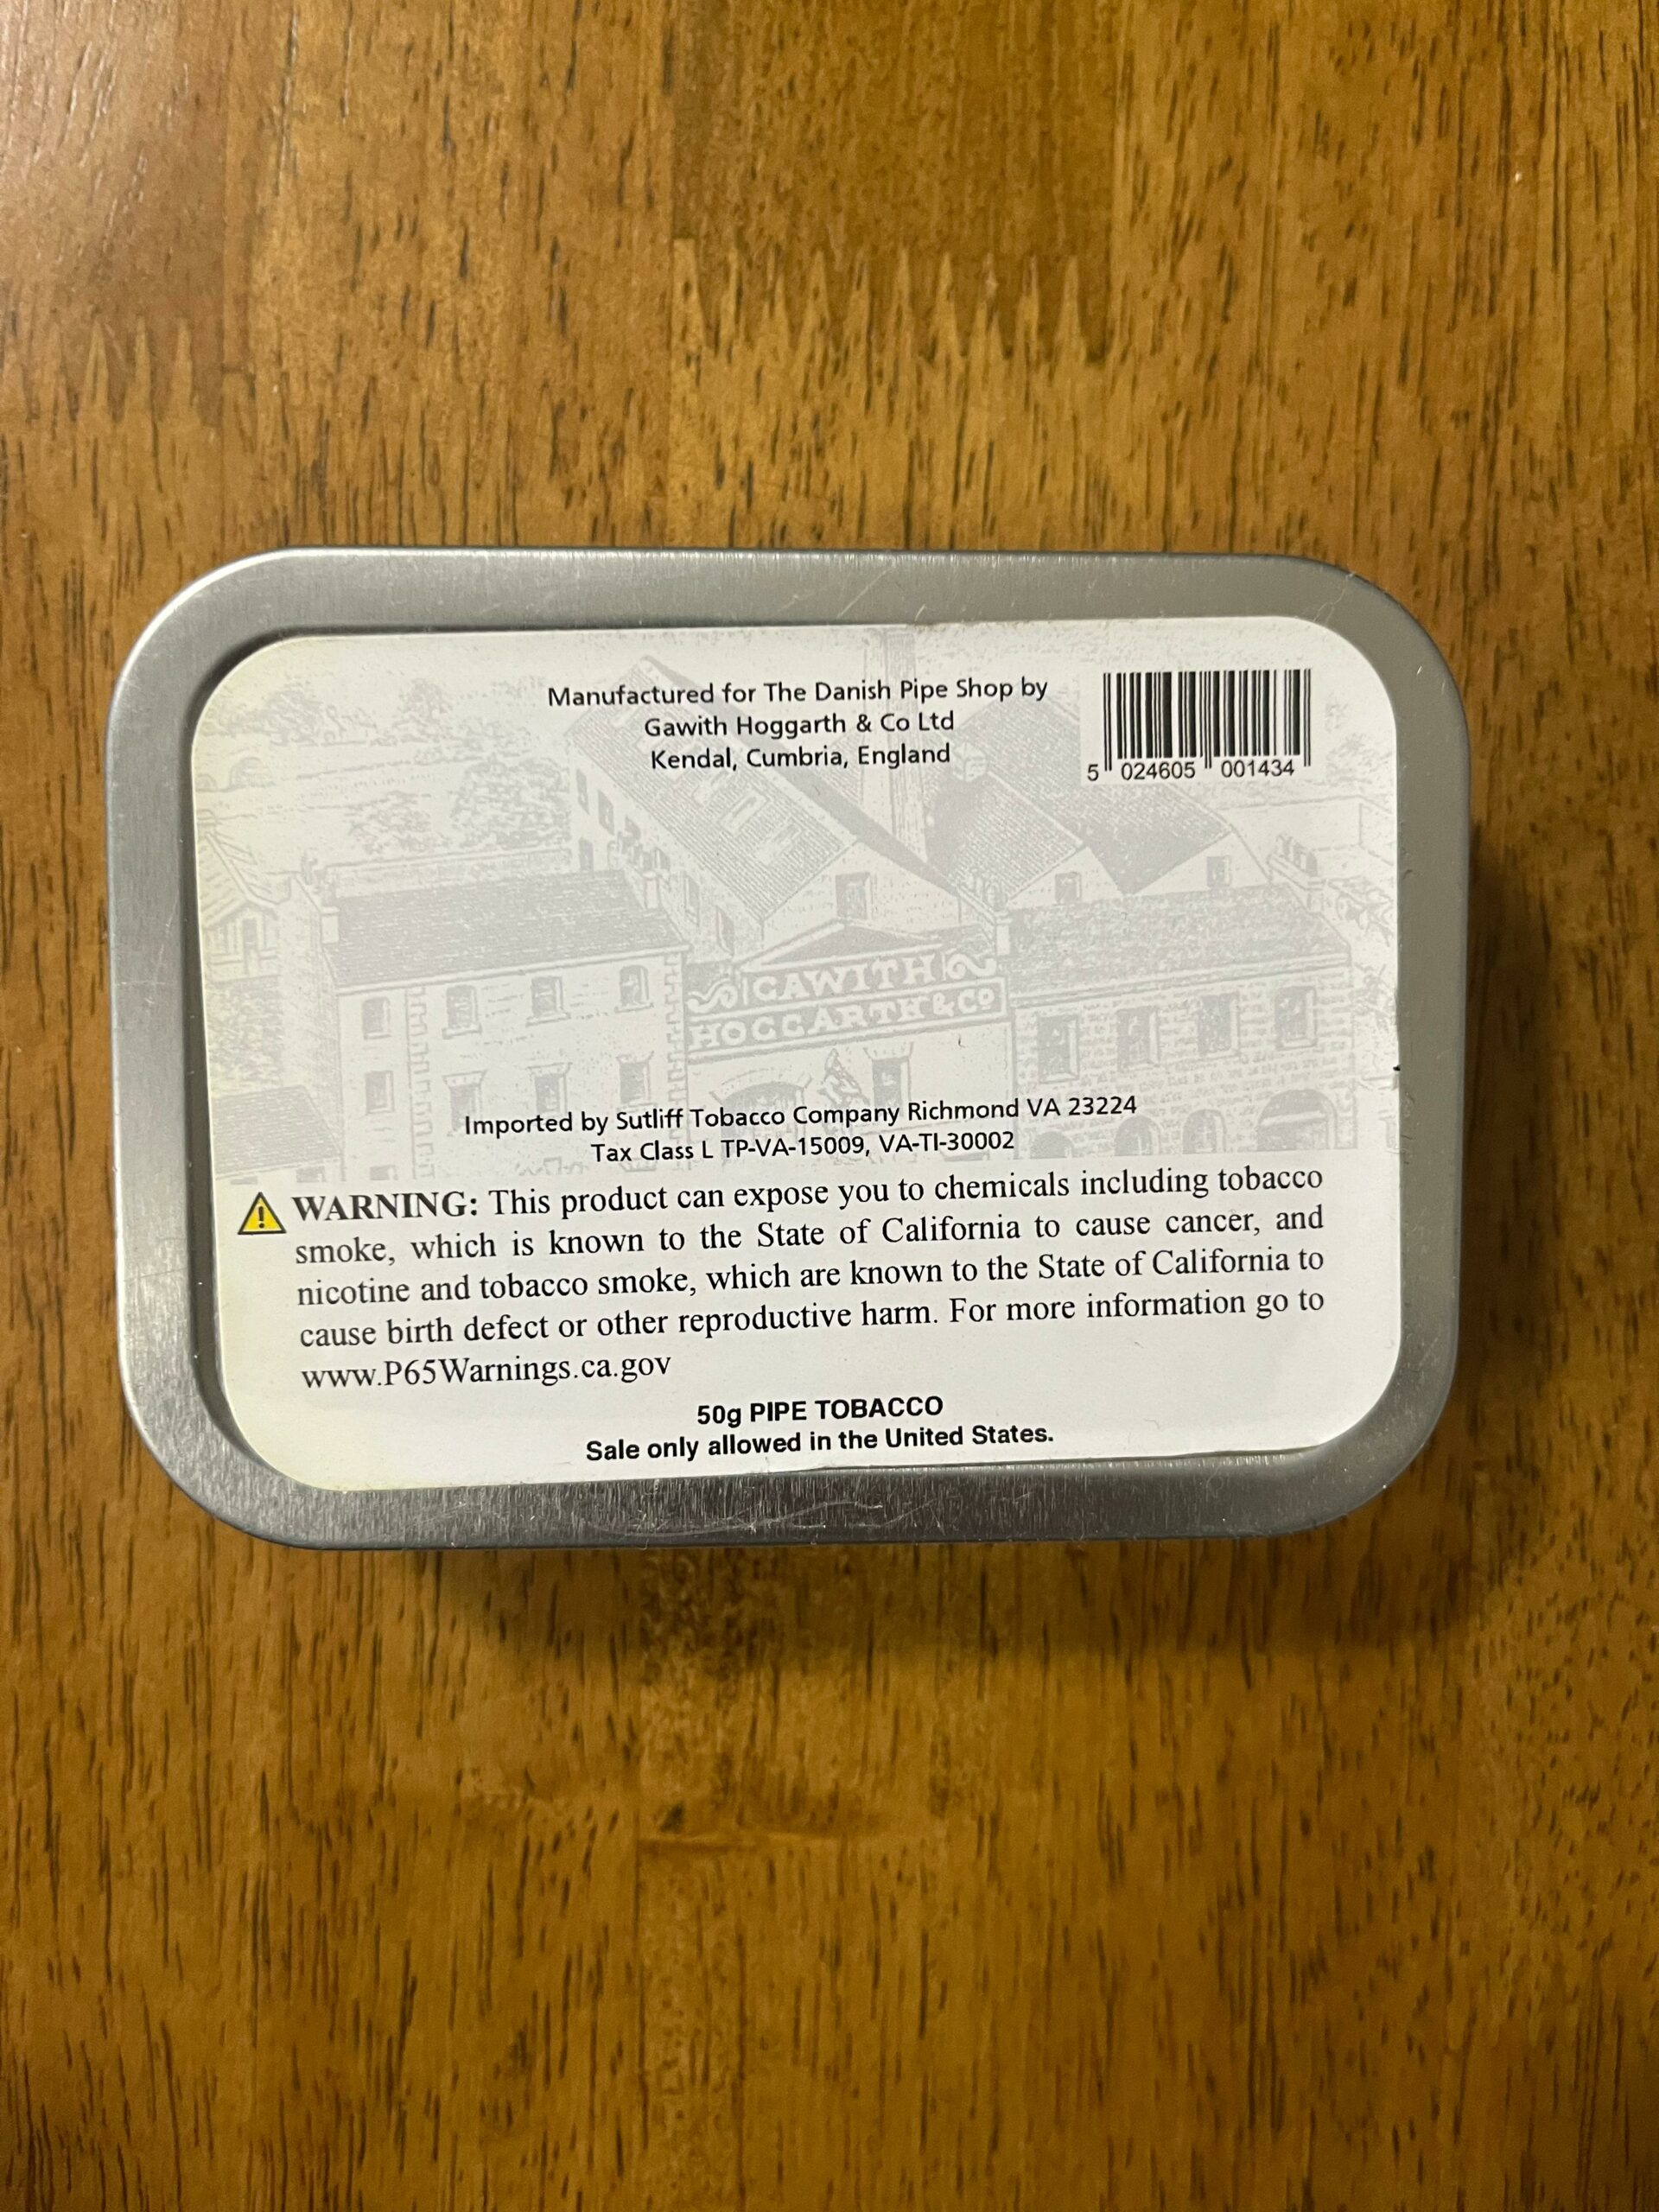 Manufactured for The Danish Pipe Shop by
Gawith Hoggarth & Co Ltd
Kendal, Cumbria, England
5 024605 001434
GAWITH
HOGGARTH & Co
Imported by Sutliff Tobacco Company Richmond VA 23224
Tax Class L TP-VA-15009, VA-TI-30002
WARNING: This product can expose you to chemicals including tobacco
smoke, which is known to the State of California to cause cancer, and
nicotine and tobacco smoke, which are known to the State of California to
cause birth defect or other reproductive harm. For more information go to
www.P65Warnings.ca.gov
50g PIPE TOBACCO
Sale only allowed in the United States.